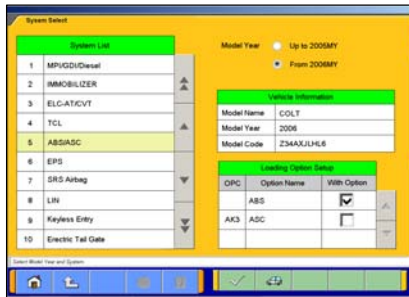 System Select
System List
1 MPI/GDI/Diesel
2 IMMOBILIZER
3 ELC-AT/CVT
4 TCL
5 ABS/ASC
6 EPS
7 SRS Airbag
8 LIN
9 Keyless Entry
10 Erectric Tail Gate
Model Year Up to 2005MY
From 2006MY
Vehicle Information
Model Name COLT
Model Year 2006
Model Code Z34AXJLHL6
Loading Option Setup
OPC Option Name With Option
ABS
AK3 ASC
Select Model Year and System